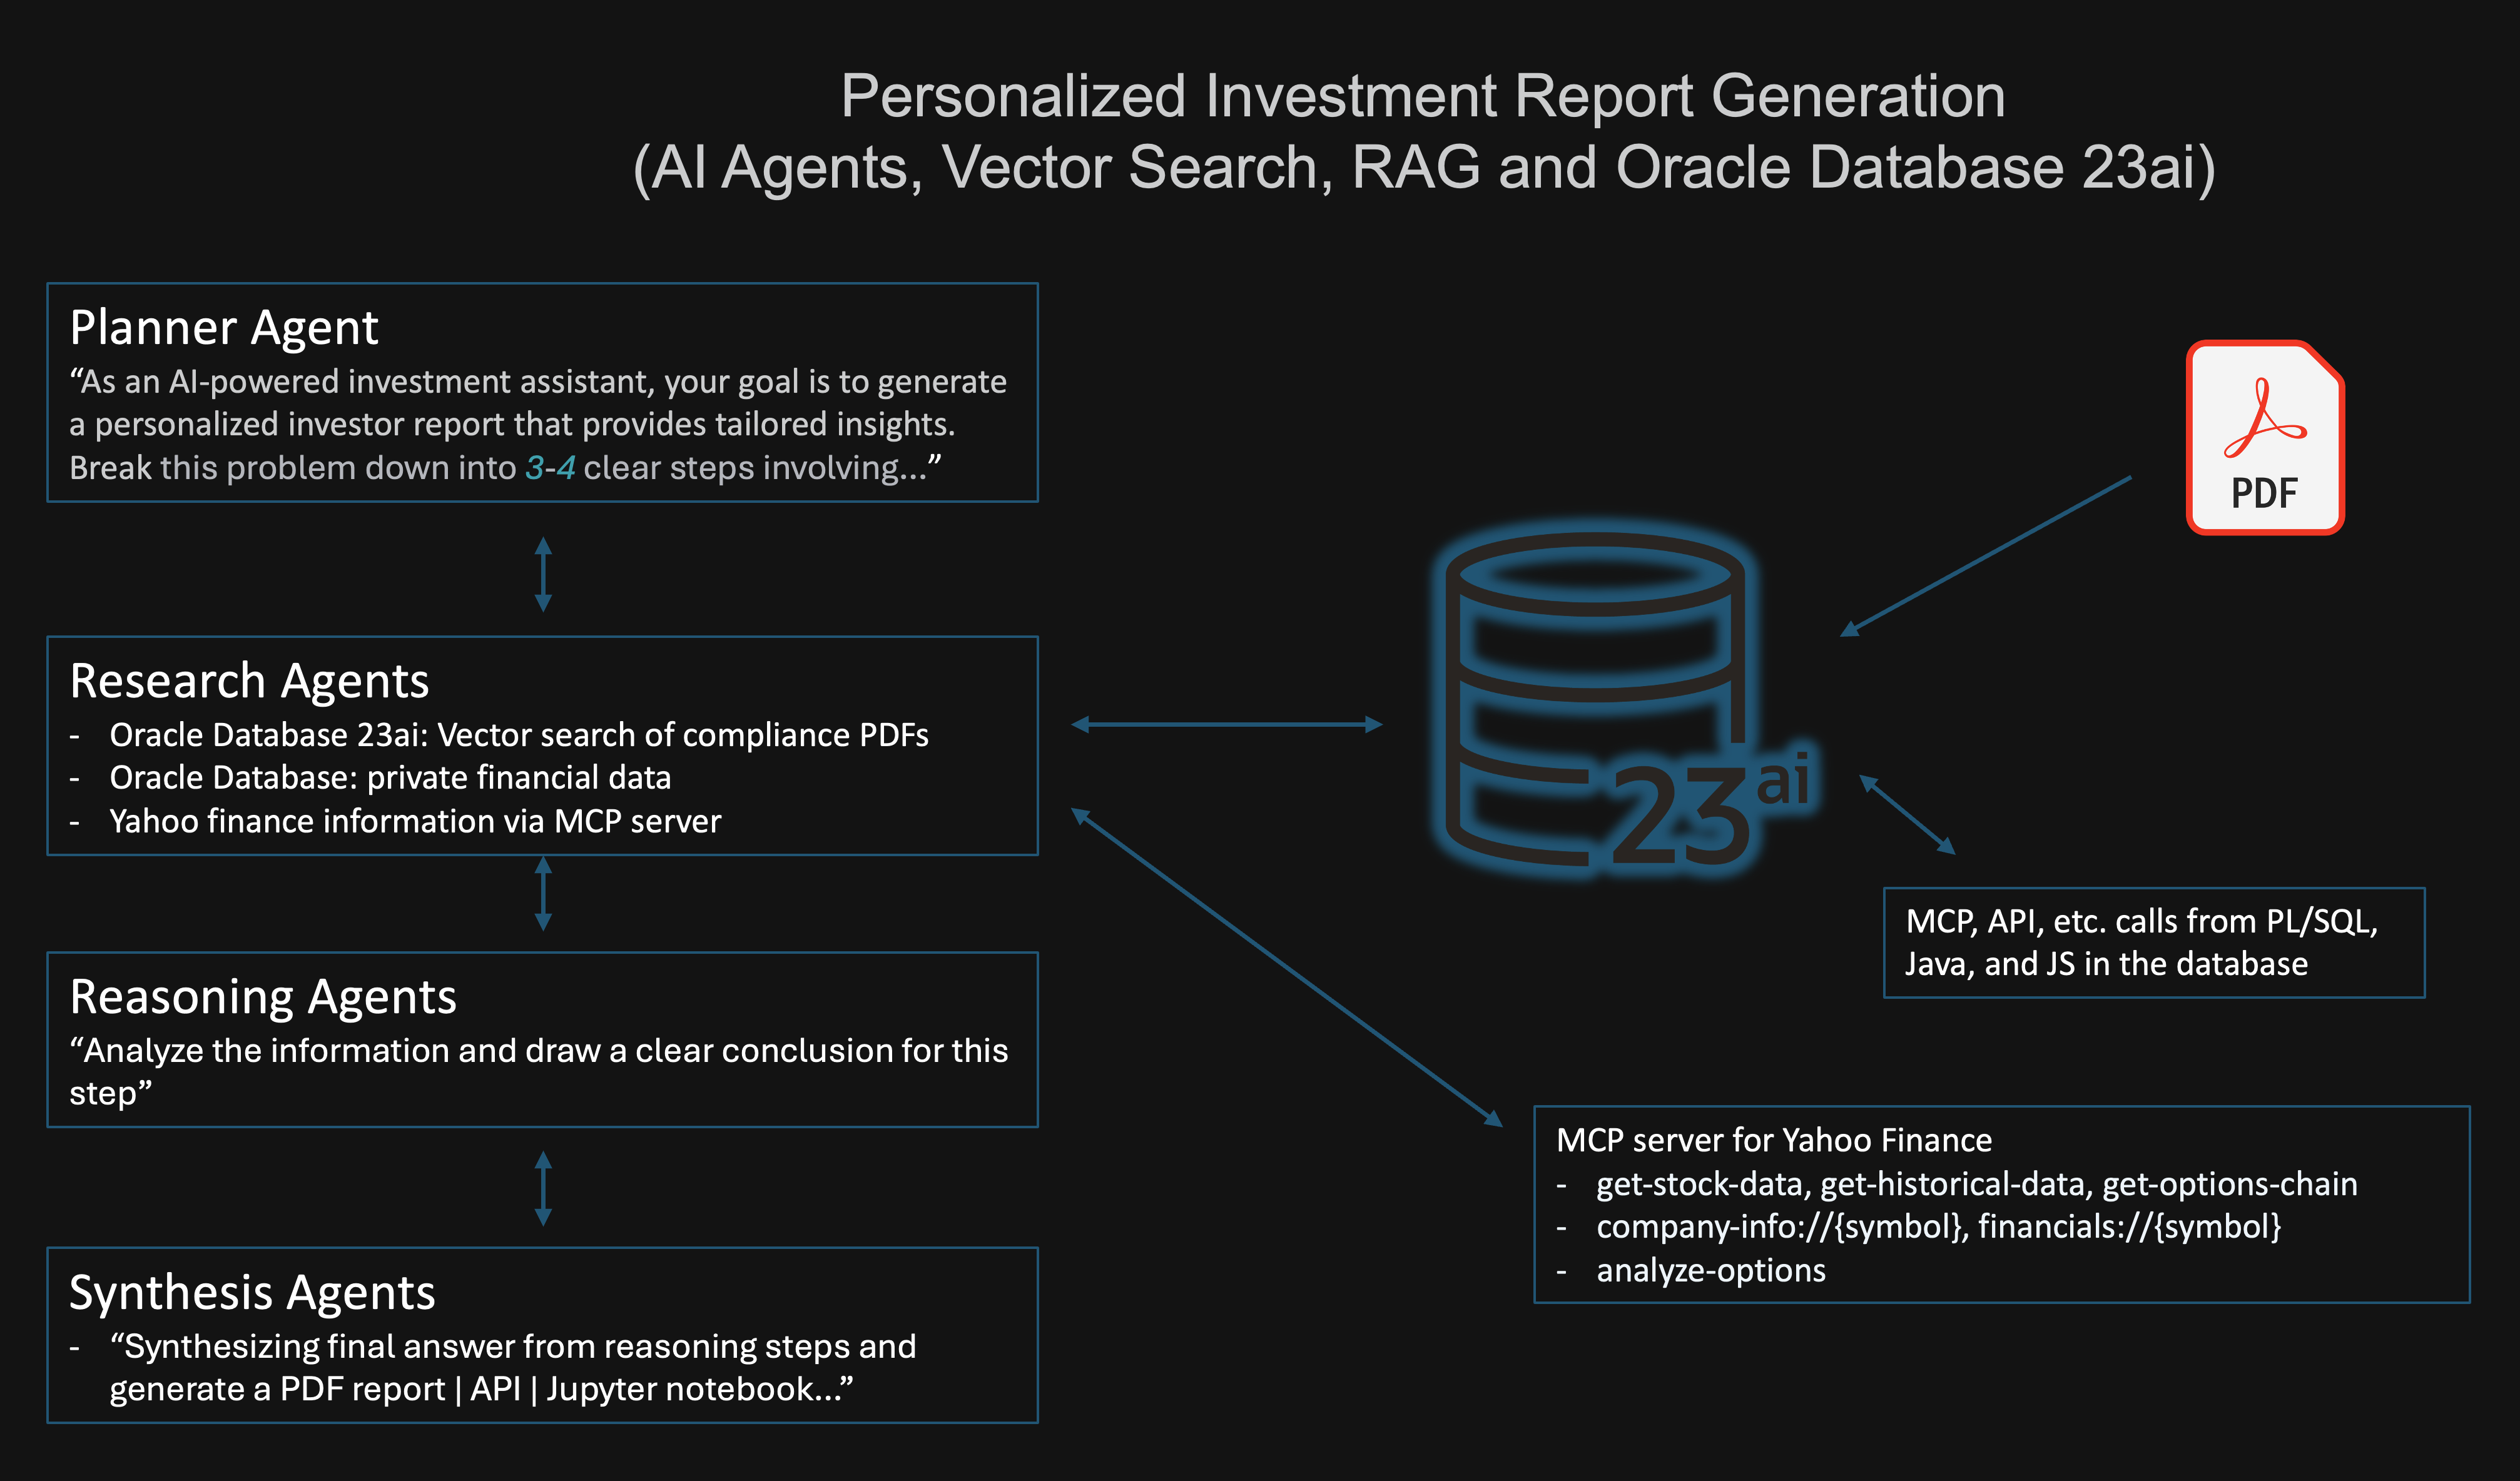 Personalized Investment Report Generation
(AI Agents, Vector Search, RAG and Oracle Database 23ai)
Planner Agent
“As an AI-powered investment assistant, your goal is to generate
a personalized investor report that provides tailored insights.
Break this problem down into 3-4 clear steps involving...”
Research Agents
- Oracle Database 23ai: Vector search of compliance PDFs
- Oracle Database: private financial data
- Yahoo finance information via MCP server
Reasoning Agents
“Analyze the information and draw a clear conclusion for this
step”
Synthesis Agents
- “Synthesizing final answer from reasoning steps and
generate a PDF report | API | Jupyter notebook...”
23ai
PDF
MCP, API, etc. calls from PL/SQL,
Java, and JS in the database
MCP server for Yahoo Finance
- get-stock-data, get-historical-data, get-options-chain
- company-info://{symbol}, financials://{symbol}
- analyze-options